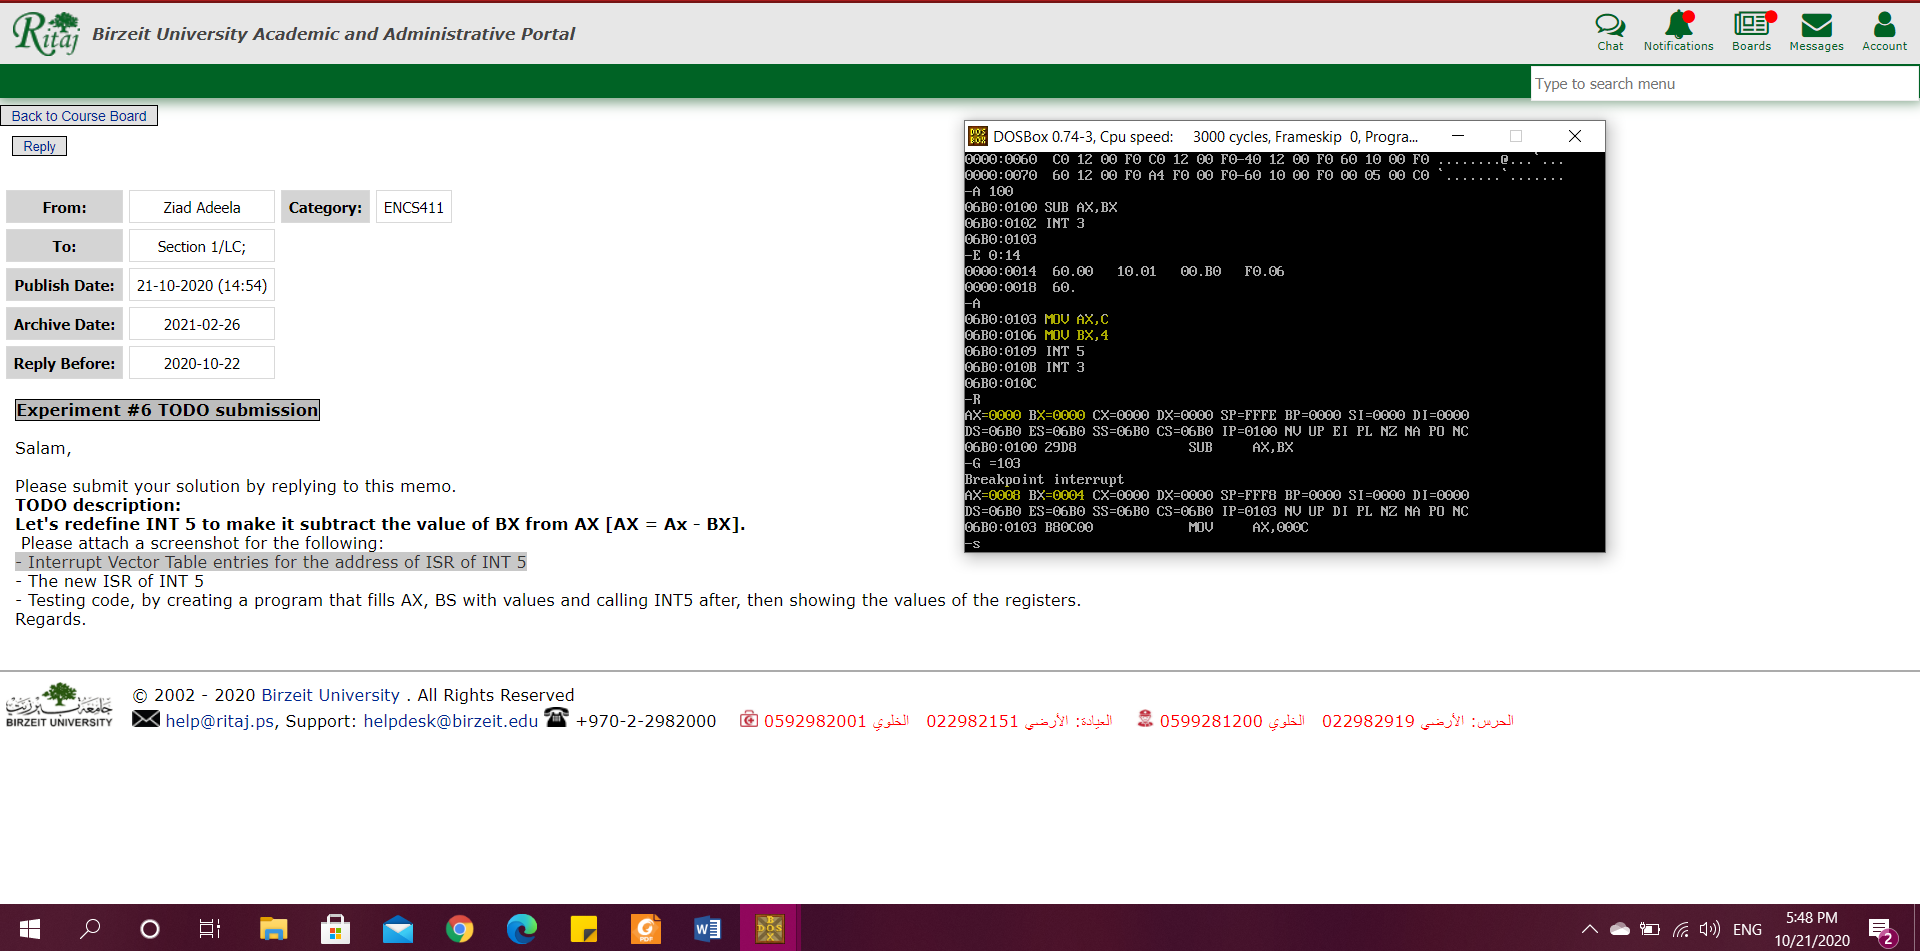 Ritaj Birzeit University Academic and Administrative Portal
Chat Notifications Boards Messages Account
Type to search menu
Back to Course Board
Reply
From: Ziad Adeela Category: ENCS411
To: Section 1/LC;
Publish Date: 21-10-2020 (14:54)
Archive Date: 2021-02-26
Reply Before: 2020-10-22
Experiment #6 TODO submission
Salam,
Please submit your solution by replying to this memo.
TODO description:
Let's redefine INT 5 to make it subtract the value of BX from AX [AX = Ax - BX].
Please attach a screenshot for the following:
- Interrupt Vector Table entries for the address of ISR of INT 5
- The new ISR of INT 5
- Testing code, by creating a program that fills AX, BS with values and calling INT5 after, then showing the values of the registers.
Regards.
DOSBox 0.74-3, Cpu speed: 3000 cycles, Frameskip 0, Progra...
0000:0060 C0 12 00 F0 C0 12 00 F0-40 12 00 F0 60 10 00 F0 ........@...`...
0000:0070 60 12 00 F0 A4 F0 00 F0-60 10 00 F0 00 05 00 C0 `.......`.......
-A 100
06B0:0100 SUB AX,BX
06B0:0102 INT 3
06B0:0103
-E 0:14
0000:0014 60.00 10.01 00.B0 F0.06
0000:0018 60.
-A
06B0:0103 MOV AX,C
06B0:0106 MOV BX,4
06B0:0109 INT 5
06B0:010B INT 3
06B0:010C
-R
AX=0000 BX=0000 CX=0000 DX=0000 SP=FFFE BP=0000 SI=0000 DI=0000
DS=06B0 ES=06B0 SS=06B0 CS=06B0 IP=0100 NV UP EI PL NZ NA PO NC
06B0:0100 29D8 SUB AX,BX
-G =103
Breakpoint interrupt
AX=0008 BX=0004 CX=0000 DX=0000 SP=FFF8 BP=0000 SI=0000 DI=0000
DS=06B0 ES=06B0 SS=06B0 CS=06B0 IP=0103 NV UP DI PL NZ NA PO NC
06B0:0103 B80C00 MOV AX,000C
-s
جامعة بيرزيت
BIRZEIT UNIVERSITY
© 2002 - 2020 Birzeit University . All Rights Reserved
help@ritaj.ps, Support: helpdesk@birzeit.edu +970-2-2982000 الحرس: الأرضي 022982919 الخلوي 0599281200 العيادة: الأرضي 022982151 الخلوي 0592982001
PDF
DOS BOX
ENG
5:48 PM
10/21/2020
2